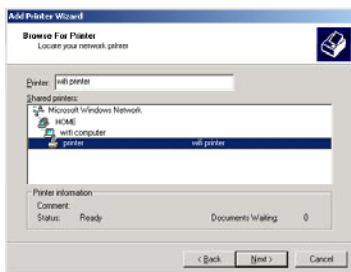 Add Printer Wizard
Browse For Printer
Locate your network printer
Printer: wifi printer
Shared printers:
Microsoft Windows Network
HOME
wifi computer
printer wifi printer
Printer information
Comment:
Status: Ready Documents Waiting: 0
< Back Next > Cancel